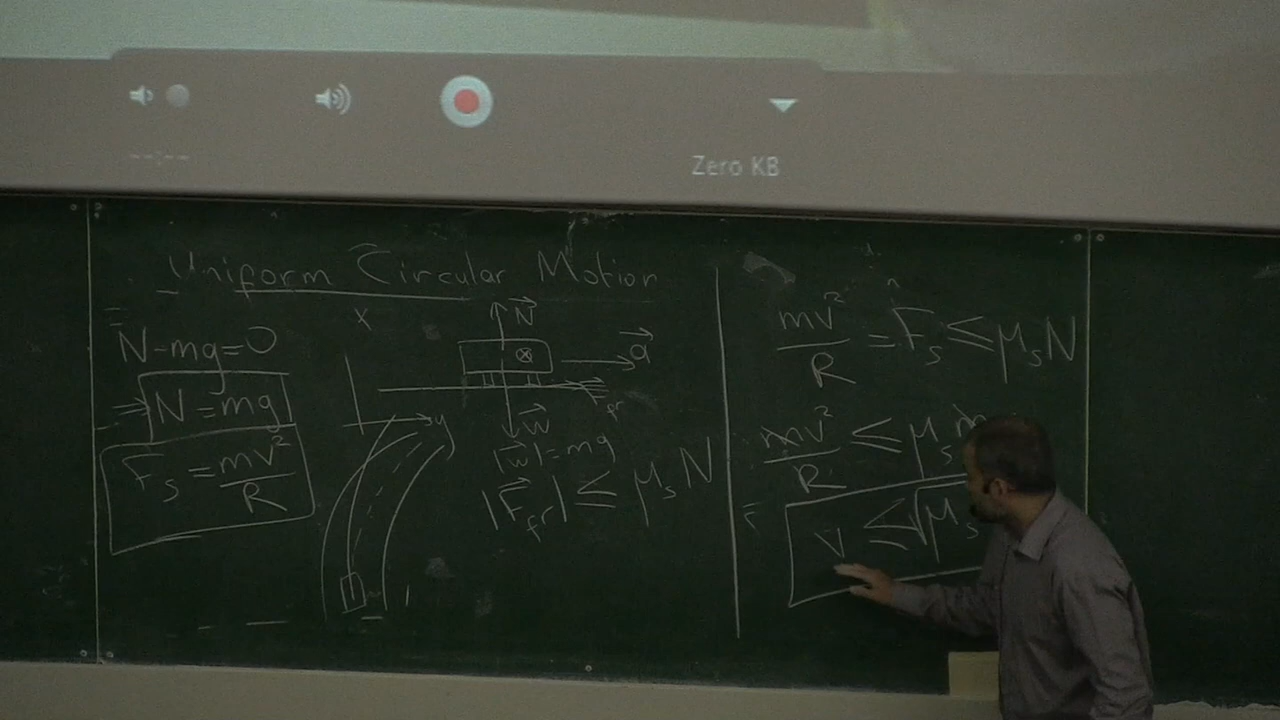 Zero KB
Uniform Circular Motion
N-mg=0
⇒ N=mg
F_s = mv²/R
x
y
N⃗
a⃗
F_fr
W⃗
|W⃗|=mg
|F⃗_fr| ≤ μ_s N
mv²/R = F_s ≤ μ_s N
mv²/R ≤ μ_s m
v ≤ √μ_s